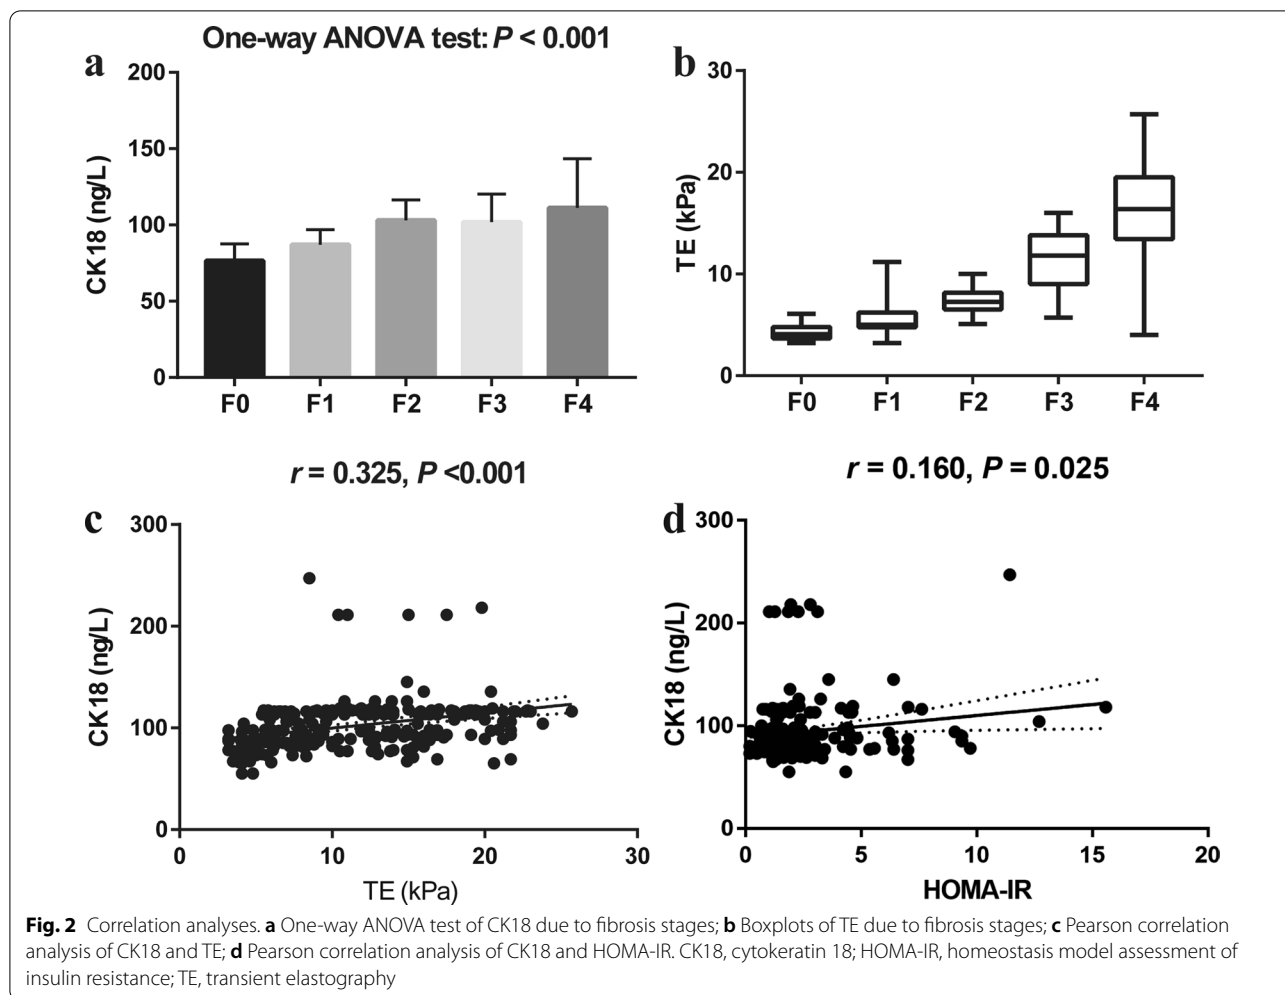 One-way ANOVA test: P < 0.001
a
CK18 (ng/L)
200
150
100
50
0
F0 F1 F2 F3 F4
b
TE (kPa)
30
20
10
0
F0 F1 F2 F3 F4
r = 0.325, P <0.001
c
CK18 (ng/L)
300
200
100
0
0 10 20 30
TE (kPa)
r = 0.160, P = 0.025
d
CK18 (ng/L)
300
200
100
0
0 5 10 15 20
HOMA-IR
Fig. 2 Correlation analyses. a One-way ANOVA test of CK18 due to fibrosis stages; b Boxplots of TE due to fibrosis stages; c Pearson correlation
analysis of CK18 and TE; d Pearson correlation analysis of CK18 and HOMA-IR. CK18, cytokeratin 18; HOMA-IR, homeostasis model assessment of
insulin resistance; TE, transient elastography